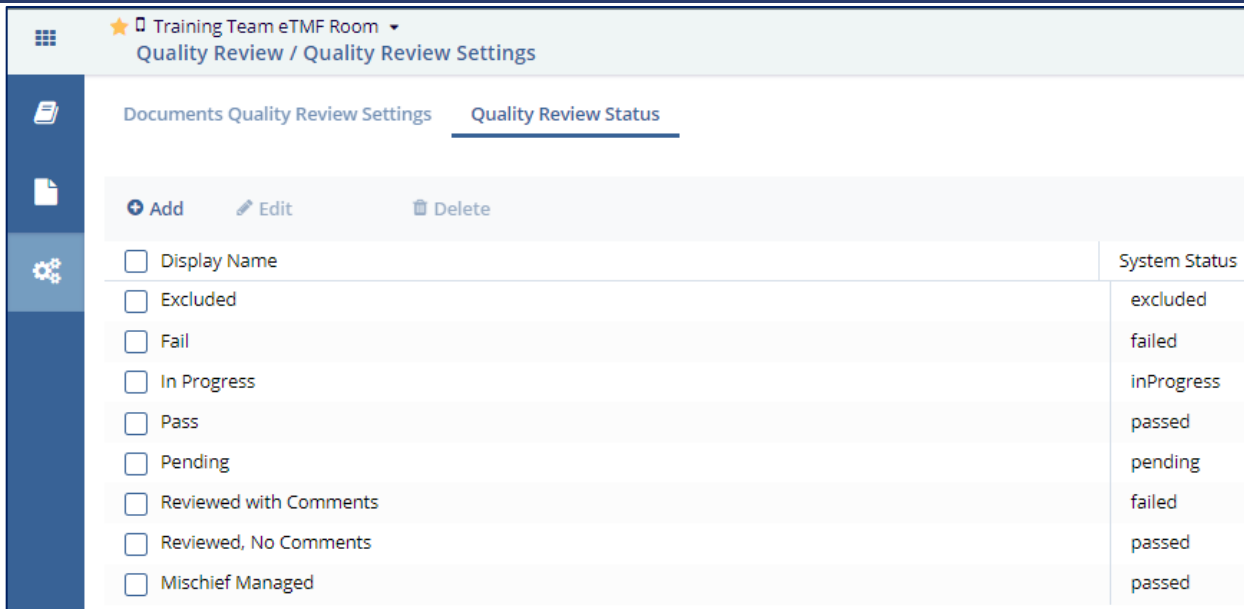 Training Team eTMF Room
Quality Review / Quality Review Settings
Documents Quality Review Settings Quality Review Status
Add Edit Delete
Display Name System Status
Excluded excluded
Fail failed
In Progress inProgress
Pass passed
Pending pending
Reviewed with Comments failed
Reviewed, No Comments passed
Mischief Managed passed